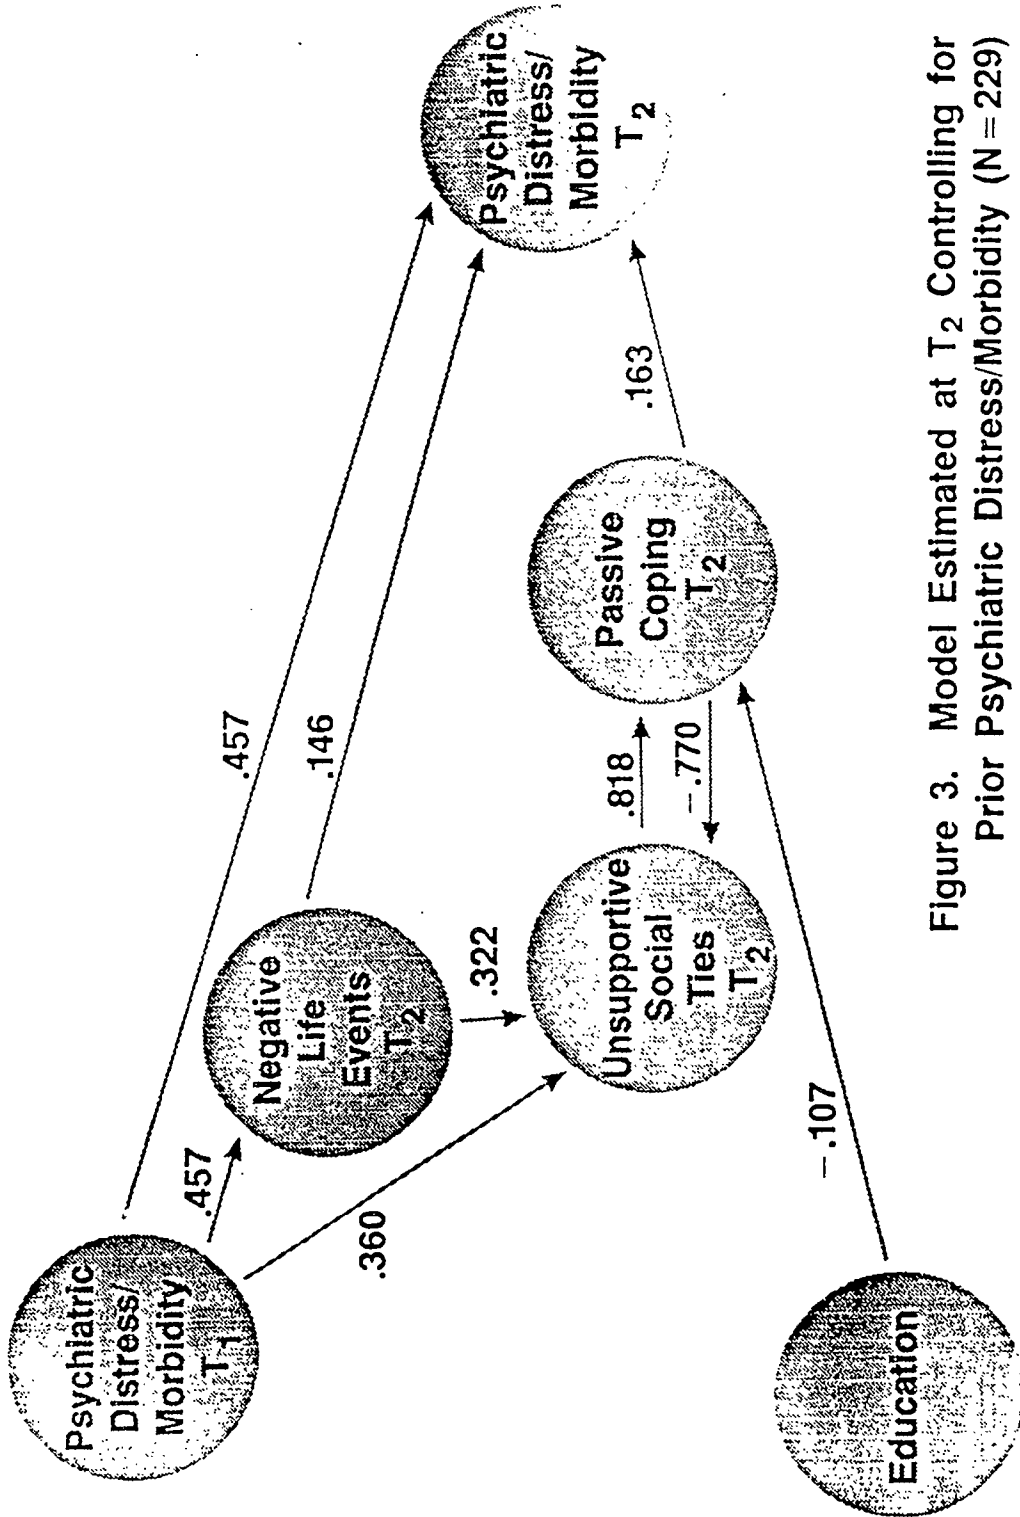 Psychiatric
Distress/
Morbidity
T1
.457
.457
.360
Negative
Life
Events
T2
.146
.322
Psychiatric
Distress/
Morbidity
T2
Unsupportive
Social
Ties
T2
.818
−.770
Passive
Coping
T2
.163
Education
−.107
Figure 3. Model Estimated at T2 Controlling for
Prior Psychiatric Distress/Morbidity (N = 229)